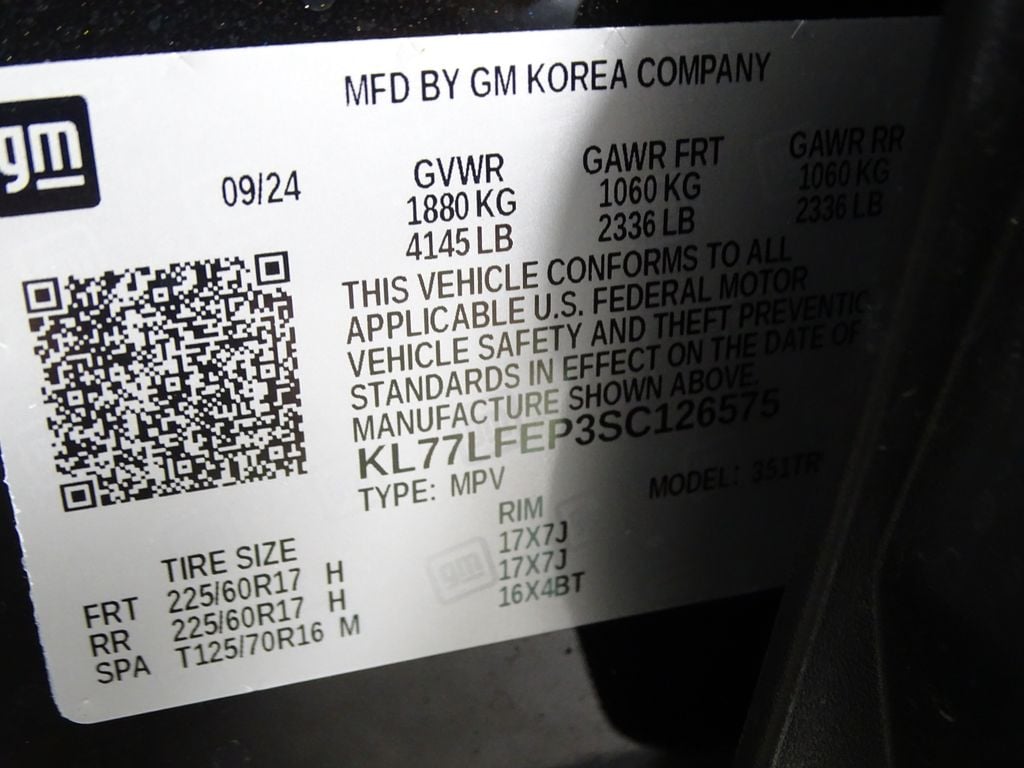 MFD BY GM KOREA COMPANY
gm
09/24
GVWR
1880 KG
4145 LB
GAWR FRT
1060 KG
2336 LB
GAWR RR
1060 KG
2336 LB
THIS VEHICLE CONFORMS TO ALL
APPLICABLE U.S. FEDERAL MOTOR
VEHICLE SAFETY AND THEFT PREVENTIC
STANDARDS IN EFFECT ON THE DATE OF
MANUFACTURE SHOWN ABOVE.
KL77LFEP3SC126575
TYPE: MPV
MODEL: 351TR
TIRE SIZE
RIM
FRT 225/60R17 H 17X7J
RR 225/60R17 H 17X7J
SPA T125/70R16 M 16X4BT
gm